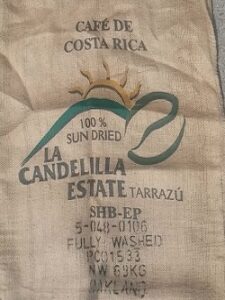 CAFÉ DE
COSTA RICA
100%
SUN DRIED
LA
CANDELILLA
ESTATE TARRAZÚ
SHB-EP
5-048-0106
FULLY WASHED
PC01533
NW 69KG
OAKLAND